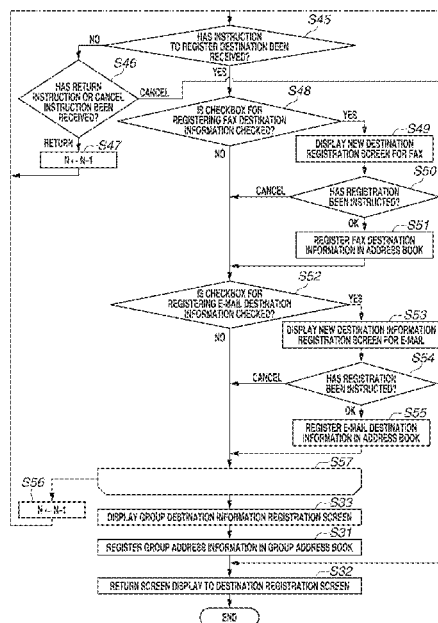 S45
HAS INSTRUCTION
TO REGISTER DESTINATION BEEN
RECEIVED?
NO
YES
S46
HAS RETURN
INSTRUCTION OR CANCEL
INSTRUCTION BEEN
RECEIVED?
CANCEL
RETURN
S47
N←N-1
S48
IS CHECKBOX FOR
REGISTERING FAX DESTINATION
INFORMATION CHECKED?
YES
NO
S49
DISPLAY NEW DESTINATION
REGISTRATION SCREEN FOR FAX
S50
HAS REGISTRATION
BEEN INSTRUCTED?
CANCEL
OK
S51
REGISTER FAX DESTINATION
INFORMATION IN ADDRESS BOOK
S52
IS CHECKBOX FOR
REGISTERING E-MAIL DESTINATION
INFORMATION CHECKED?
YES
NO
S53
DISPLAY NEW DESTINATION INFORMATION
REGISTRATION SCREEN FOR E-MAIL
S54
HAS REGISTRATION
BEEN INSTRUCTED?
CANCEL
OK
S55
REGISTER E-MAIL DESTINATION
INFORMATION IN ADDRESS BOOK
S57
S56
N←N-1
S33
DISPLAY GROUP DESTINATION INFORMATION REGISTRATION SCREEN
S31
REGISTER GROUP ADDRESS INFORMATION IN GROUP ADDRESS BOOK
S32
RETURN SCREEN DISPLAY TO DESTINATION REGISTRATION SCREEN
END